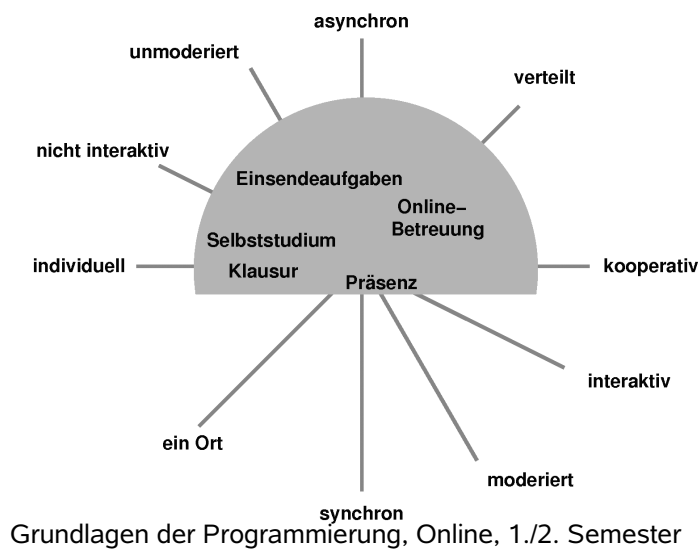 asynchron
unmoderiert
verteilt
nicht interaktiv
Einsendeaufgaben
Online–
Betreuung
Selbststudium
individuell
Klausur
kooperativ
Präsenz
interaktiv
ein Ort
moderiert
synchron
Grundlagen der Programmierung, Online, 1./2. Semester